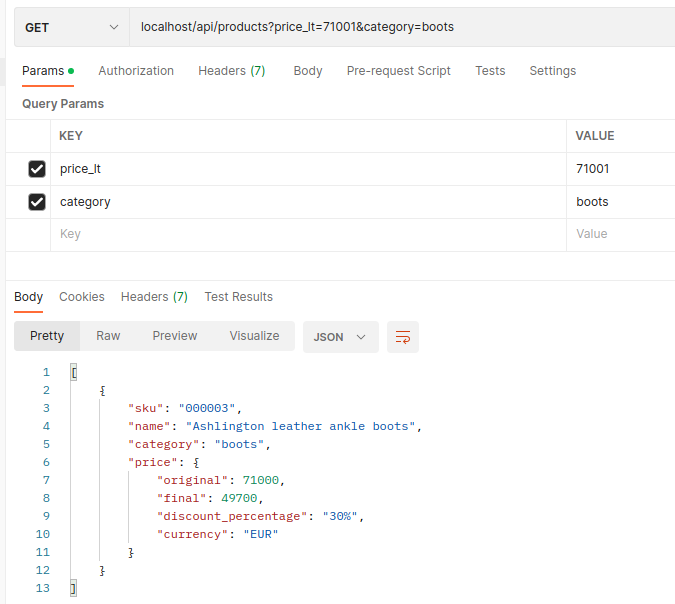 GET localhost/api/products?price_lt=71001&category=boots
Params Authorization Headers (7) Body Pre-request Script Tests Settings
Query Params
KEY VALUE
price_lt 71001
category boots
Key Value
Body Cookies Headers (7) Test Results
Pretty Raw Preview Visualize JSON
1 [
2 {
3 "sku": "000003",
4 "name": "Ashlington leather ankle boots",
5 "category": "boots",
6 "price": {
7 "original": 71000,
8 "final": 49700,
9 "discount_percentage": "30%",
10 "currency": "EUR"
11 }
12 }
13 ]